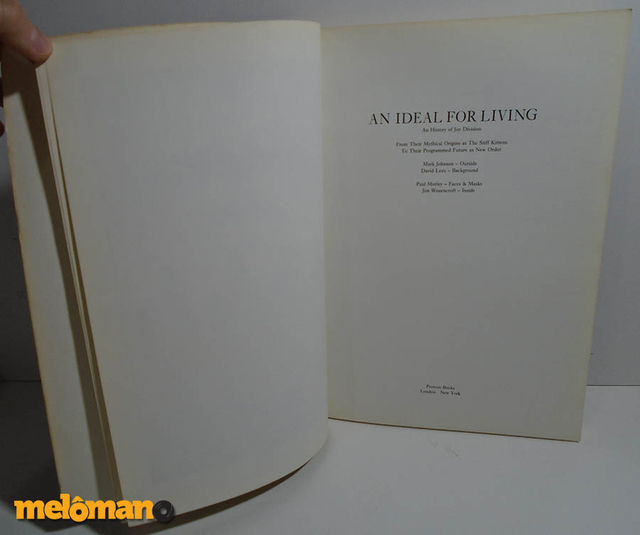 AN IDEAL FOR LIVING
An History of Joy Division
From Their Mythical Origins as The Stiff Kittens
To Their Programmed Future as New Order
Mark Johnson – Outside
David Lees – Background
Paul Morley – Faces & Masks
Jon Wozencroft – Inside
Proteus Books
London New York
melôman